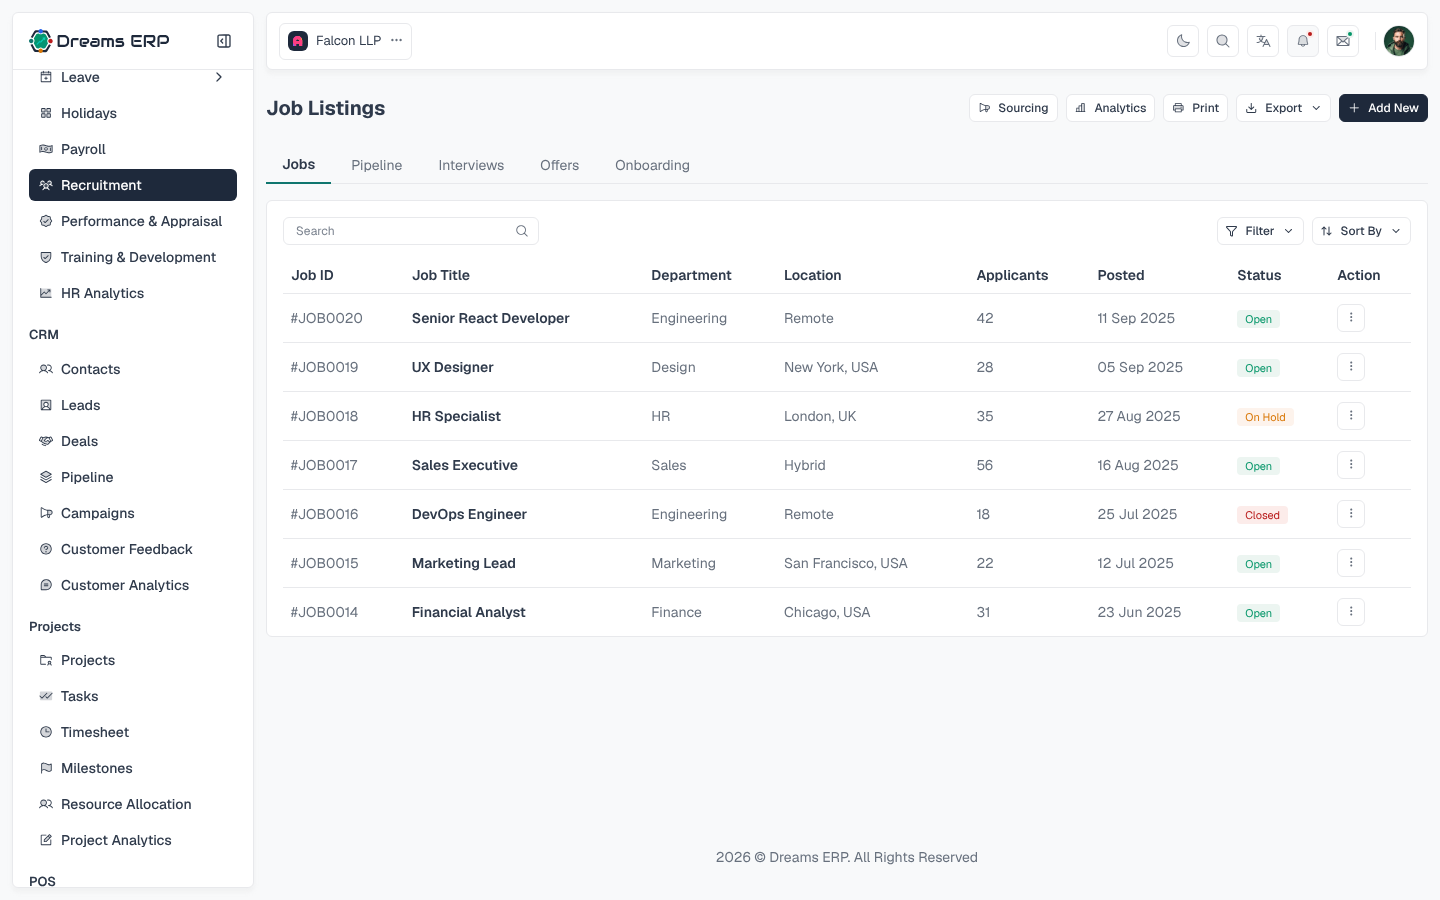 Dreams ERP
Leave
Holidays
Payroll
Recruitment
Performance & Appraisal
Training & Development
HR Analytics
CRM
Contacts
Leads
Deals
Pipeline
Campaigns
Customer Feedback
Customer Analytics
Projects
Projects
Tasks
Timesheet
Milestones
Resource Allocation
Project Analytics
POS
Falcon LLP
Job Listings
Sourcing Analytics Print Export Add New
Jobs Pipeline Interviews Offers Onboarding
Search Filter Sort By
Job ID Job Title Department Location Applicants Posted Status Action
#JOB0020 Senior React Developer Engineering Remote 42 11 Sep 2025 Open
#JOB0019 UX Designer Design New York, USA 28 05 Sep 2025 Open
#JOB0018 HR Specialist HR London, UK 35 27 Aug 2025 On Hold
#JOB0017 Sales Executive Sales Hybrid 56 16 Aug 2025 Open
#JOB0016 DevOps Engineer Engineering Remote 18 25 Jul 2025 Closed
#JOB0015 Marketing Lead Marketing San Francisco, USA 22 12 Jul 2025 Open
#JOB0014 Financial Analyst Finance Chicago, USA 31 23 Jun 2025 Open
2026 © Dreams ERP. All Rights Reserved